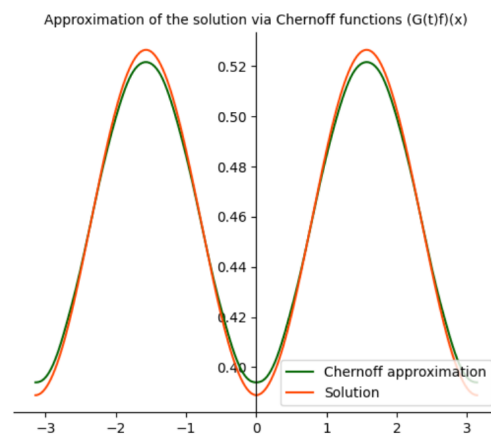 Approximation of the solution via Chernoff functions (G(t)f)(x)
0.52
0.50
0.48
0.46
0.44
0.42
0.40
Chernoff approximation
Solution
−3 −2 −1 0 1 2 3